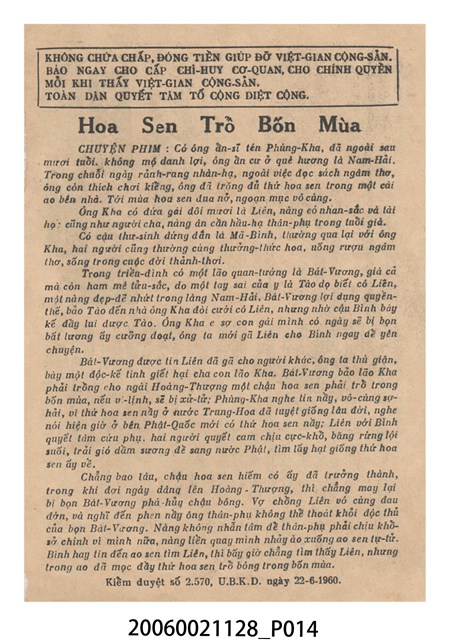 KHÔNG CHỨA CHẤP, ĐÓNG TIỀN GIÚP ĐỠ VIỆT-GIAN CỘNG-SẢN.
BÁO NGAY CHO CẤP CHỈ-HUY CƠ-QUAN, CHO CHÍNH QUYỀN
MỖI KHI THẤY VIỆT-GIAN CỘNG-SẢN.
TOÀN DÂN QUYẾT TÂM TỐ CỘNG DIỆT CỘNG.
Hoa Sen Trổ Bốn Mùa
CHUYỆN PHIM : Có ông ẩn-sĩ tên Phùng-Kha, đã ngoài sáu
mươi tuổi. không mộ danh lợi, ông ẩn cư ở quê hương là Nam-Hải.
Trong chuỗi ngày rảnh-rang nhàn-hạ, ngoài việc đọc sách ngâm thơ,
ông còn thích chơi kiểng, ông đã trồng đủ thứ hoa sen trong một cái
ao bên nhà. Tới mùa hoa sen đua nở, ngoạn mục vô cùng.
Ông Kha có đứa gái đôi mươi là Liên, nàng có nhan-sắc và tài
họa cũng như người cha, nàng ân cần hầu-hạ thân-phụ trong tuổi già.
Có cậu thư-sinh đứng đắn là Mã-Bình, thường qua lại với ông
Kha, hai người cũng thường cùng thưởng-thức hoa, uống rượu ngâm
thơ, sống trong cuộc đời thảnh-thơi.
Trong triều-đình có một lão quan-tướng là Bát-Vương, già cả
mà còn ham mê tửu-sắc, do một tay sai của y là Tào dọ biết có Liên,
một nàng đẹp-đẽ nhứt trong làng Nam-Hải, Bát-Vương lợi dụng quyền-
thế, bảo Tào đến nhà ông Kha đòi cưới cô Liên, nhưng nhờ cậu Bình bày
kế đẩy lui được Tào. Ông Kha e sợ con gái mình có ngày sẽ bị bọn
bất lương ấy cưỡng đoạt, ông ta mới gả Liên cho Bình ngay để yên
chuyện.
Bát-Vương được tin Liên đã gả cho người khác, ông ta thù giận,
bày một độc-kế tính giết hại cha con lão Kha. Bát-Vương bảo lão Kha
phải trồng cho ngài Hoàng-Thượng một chậu hoa sen phải trổ trong
bốn mùa, nếu vi-lịnh, sẽ bị xử-tử; Phùng-Kha nghe tin nầy, vô-cùng sợ-
hãi, vì thứ hoa sen nầy ở nước Trung-Hoa đã tuyệt giống lâu đời, nghe
nói hiện giờ ở bên Phật-Quốc mới có thứ hoa sen nầy; Liên với Bình
quyết tâm cứu phụ. hai người quyết cam chịu cực-khổ, băng rừng lội
suối, trải gió dầm sương để sang nước Phật, tìm lấy hạt giống thứ hoa
sen ấy về.
Chẳng bao lâu, chậu hoa sen hiếm có ấy đã trưởng thành,
trong khi đợi ngày dâng lên Hoàng-Thượng, thì chẳng may lại
bị bọn Bát-Vương phá-hủy chậu bông. Vợ chồng Liên vô cùng đau
đớn, và nghĩ đến phen nầy ông thân-phụ không thể thoát khỏi độc thủ
của bọn Bát-Vương. Nàng không nhẫn tâm để thân-phụ phải chịu khổ-
sở chính vì mình nữa, nàng liền quay mình nhảy ào xuống ao sen tự-tử.
Bình hay tin đến ao sen tìm Liên, thì bấy giờ chẳng tìm thấy Liên, nhưng
trong ao đã mọc đầy thứ hoa sen trổ bông trong bốn mùa.
Kiểm duyệt số 2.570, U.B.K.D. ngày 22-6-1960.
20060021128_P014